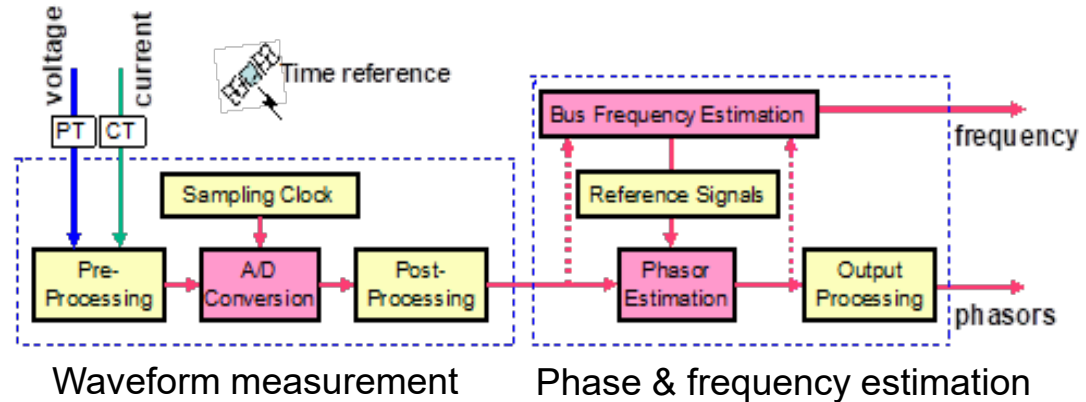 voltage
current
Time reference
PT
CT
Bus Frequency Estimation
frequency
Sampling Clock
Reference Signals
Pre-
Processing
A/D
Conversion
Post-
Processing
Phasor
Estimation
Output
Processing
phasors
Waveform measurement
Phase & frequency estimation